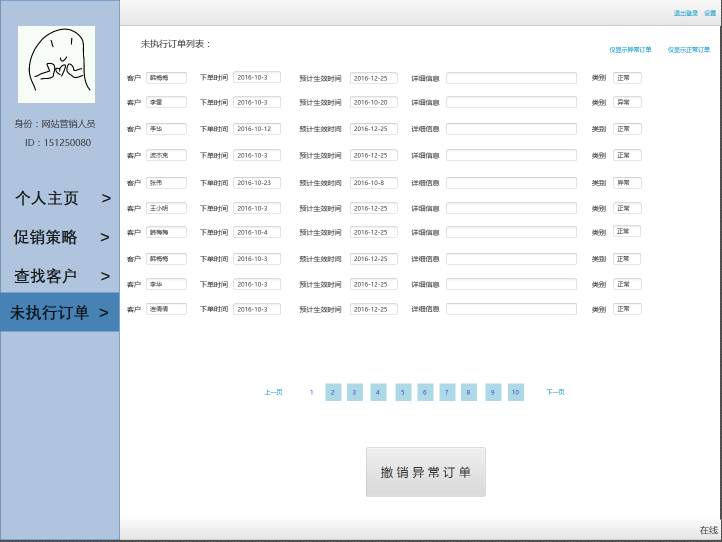 退出登录 设置
未执行订单列表：
仅显示异常订单 仅显示正常订单
身份：网站营销人员
ID：151250080
个人主页 >
促销策略 >
查找客户 >
未执行订单 >
客户 韩梅梅 下单时间 2016-10-3 预计生效时间 2016-12-25 详细信息 类别 正常
客户 李雷 下单时间 2016-10-3 预计生效时间 2016-10-20 详细信息 类别 异常
客户 李华 下单时间 2016-10-12 预计生效时间 2016-12-25 详细信息 类别 正常
客户 波杰克 下单时间 2016-10-3 预计生效时间 2016-12-25 详细信息 类别 正常
客户 张伟 下单时间 2016-10-23 预计生效时间 2016-10-8 详细信息 类别 异常
客户 王小明 下单时间 2016-10-3 预计生效时间 2016-12-25 详细信息 类别 正常
客户 韩梅梅 下单时间 2016-10-4 预计生效时间 2016-12-25 详细信息 类别 正常
客户 韩梅梅 下单时间 2016-10-3 预计生效时间 2016-12-25 详细信息 类别 正常
客户 李华 下单时间 2016-10-3 预计生效时间 2016-12-25 详细信息 类别 正常
客户 连倩倩 下单时间 2016-10-3 预计生效时间 2016-12-25 详细信息 类别 正常
上一页 1 2 3 4 5 6 7 8 9 10 下一页
撤销异常订单
在线